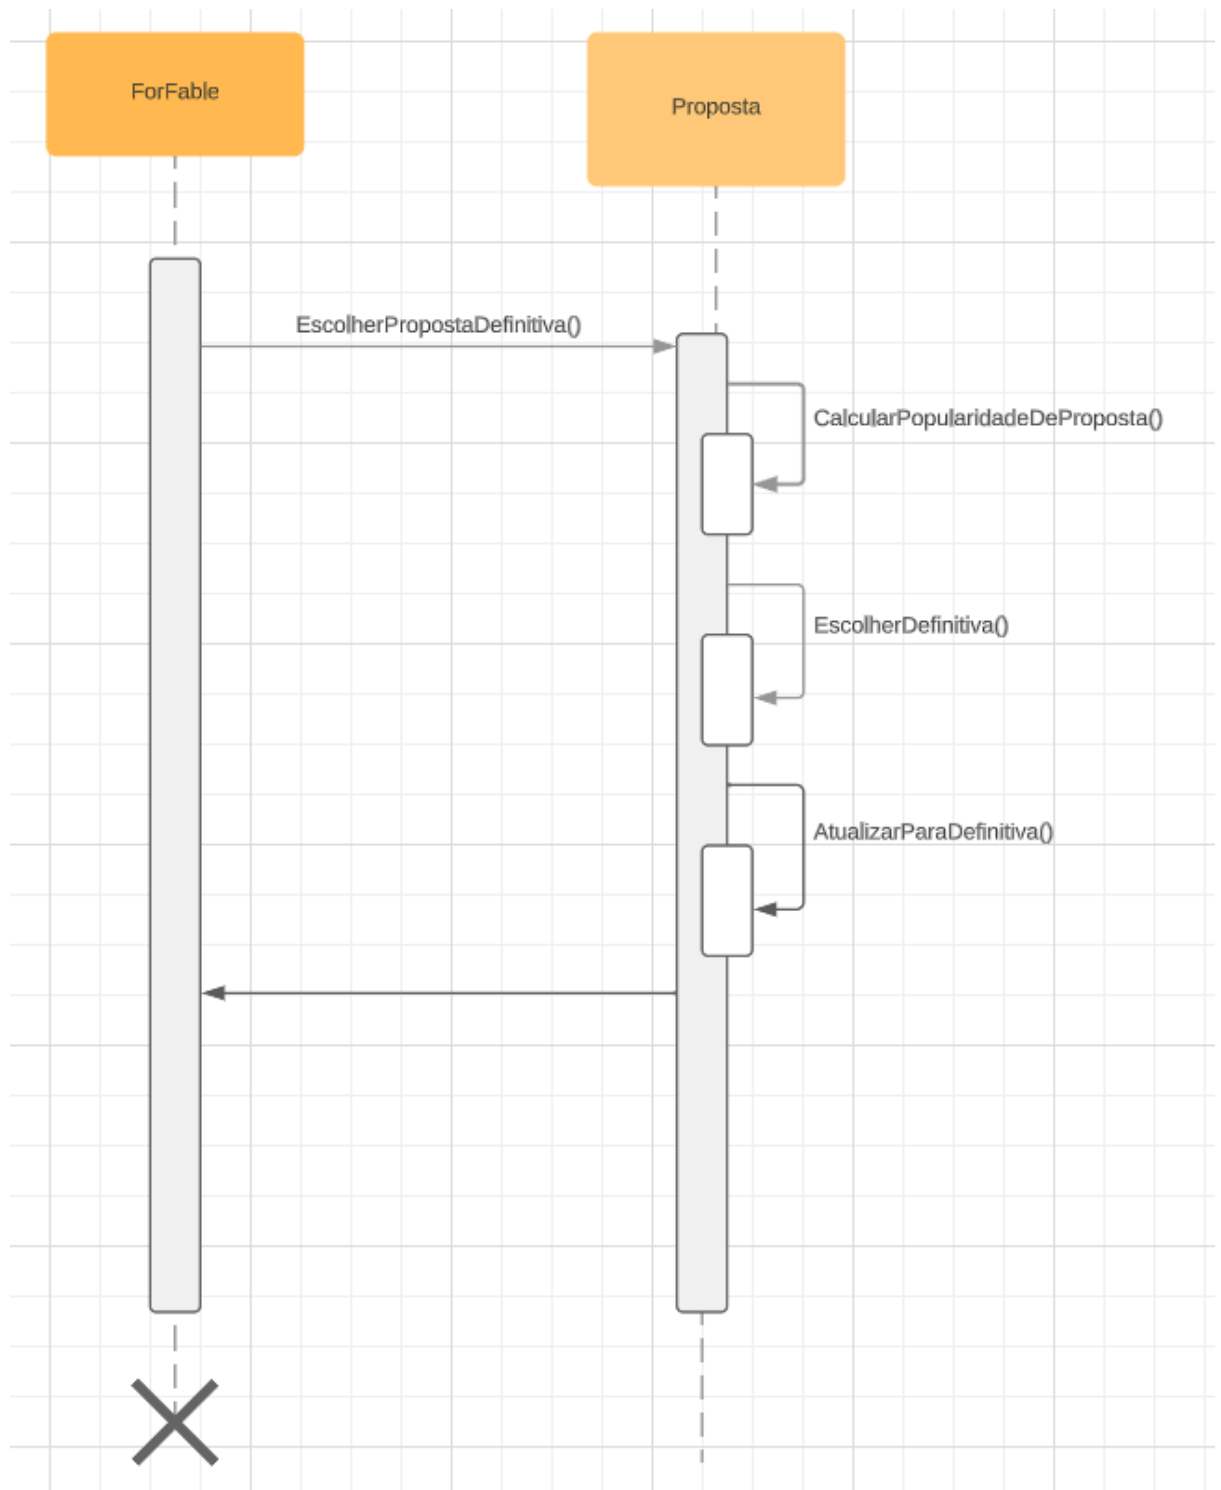 ForFable
Proposta
EscolherPropostaDefinitiva()
CalcularPopularidadeDeProposta()
EscolherDefinitiva()
AtualizarParaDefinitiva()